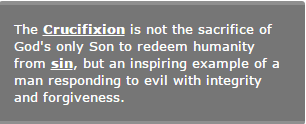 The Crucifixion is not the sacrifice of
God's only Son to redeem humanity
from sin, but an inspiring example of a
man responding to evil with integrity
and forgiveness.